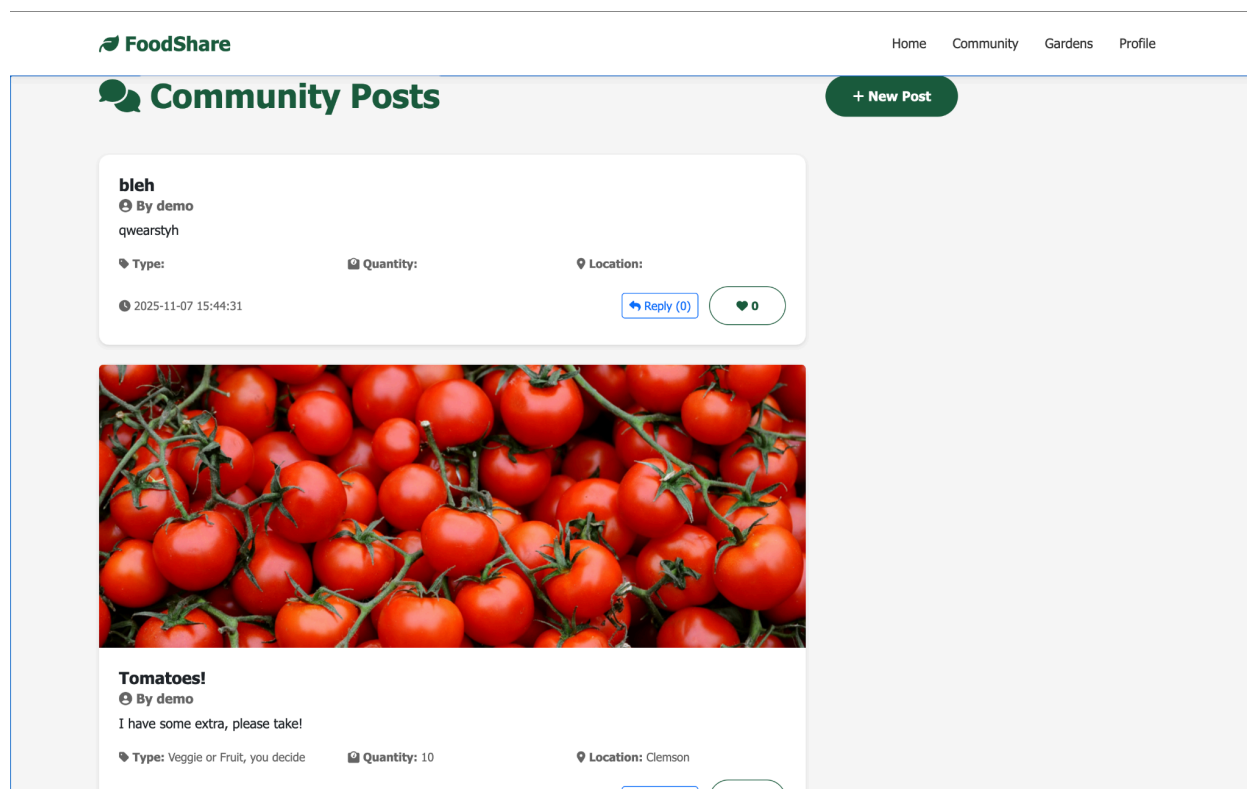 FoodShare
Home Community Gardens Profile
Community Posts
+ New Post
bleh
By demo
qwearstyh
Type: Quantity: Location:
2025-11-07 15:44:31 Reply (0) 0
Tomatoes!
By demo
I have some extra, please take!
Type: Veggie or Fruit, you decide Quantity: 10 Location: Clemson